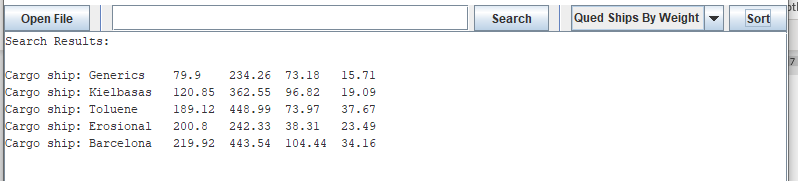 Open File Search Qued Ships By Weight Sort
Search Results:
Cargo ship: Generics 79.9 234.26 73.18 15.71
Cargo ship: Kielbasas 120.85 362.55 96.82 19.09
Cargo ship: Toluene 189.12 448.99 73.97 37.67
Cargo ship: Erosional 200.8 242.33 38.31 23.49
Cargo ship: Barcelona 219.92 443.54 104.44 34.16